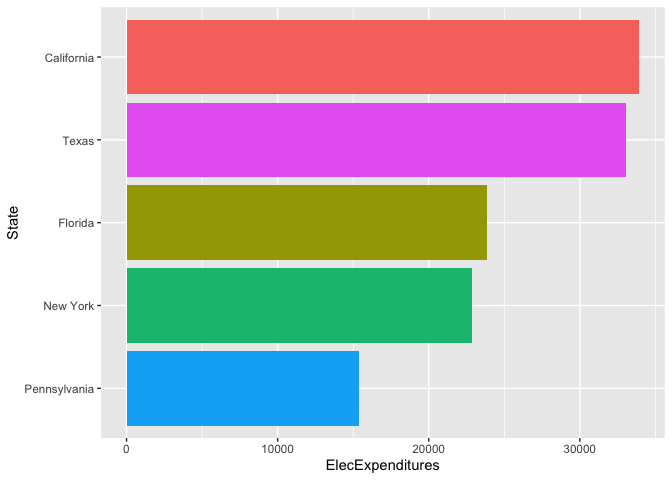 California
Texas
Florida
New York
Pennsylvania
State
0 10000 20000 30000
ElecExpenditures